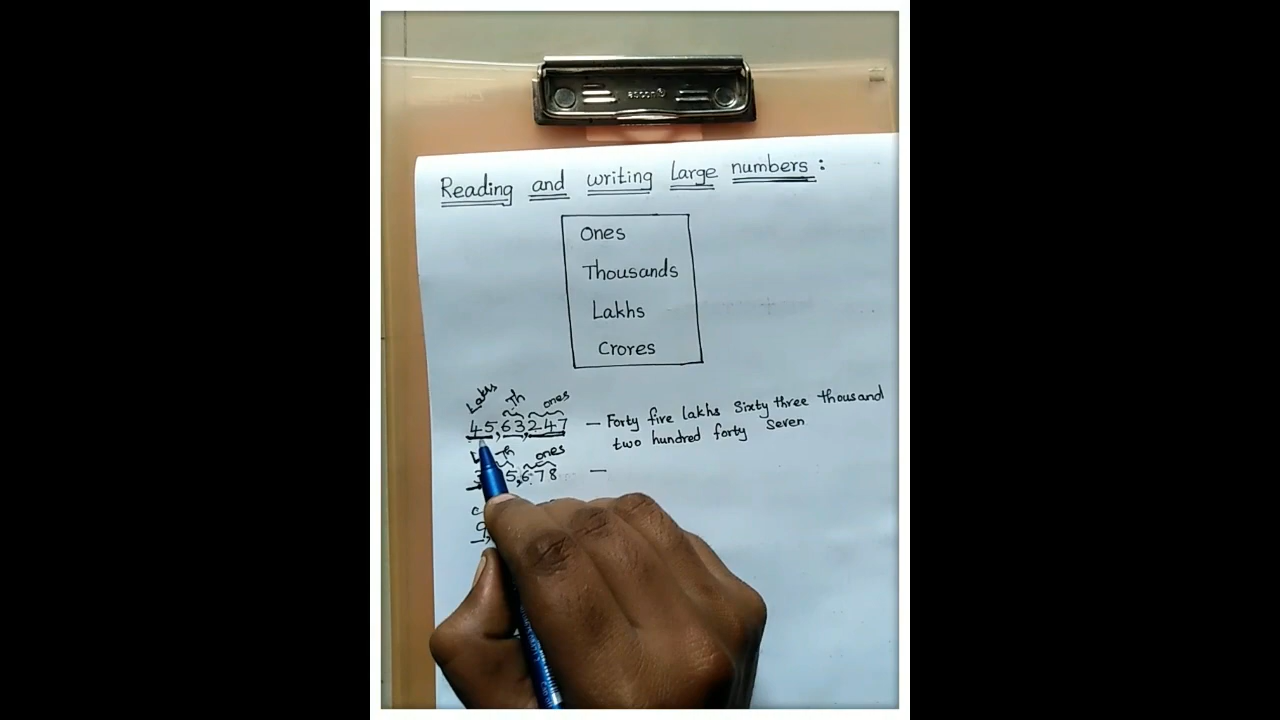 Reading and writing Large numbers:
Ones
Thousands
Lakhs
Crores
Lakhs Th ones
45,63,247 — Forty five lakhs Sixty three thousand
two hundred forty Seven
L Th ones
5,678 —